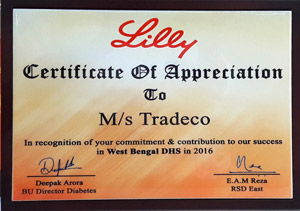 Lilly
Certificate Of Appreciation
To
M/s Tradeco
In recognition of your commitment & contribution to our success
in West Bengal DHS in 2016
Deepak Arora
BU Director Diabetes
E.A.M Reza
RSD East